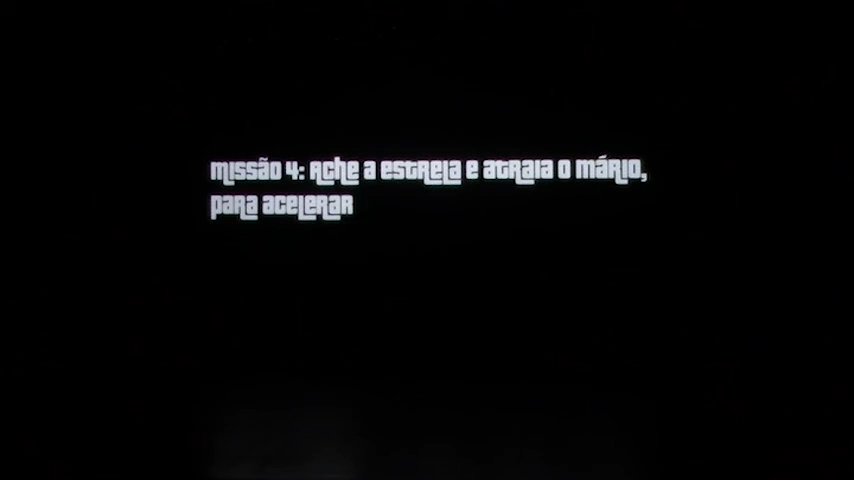 Missão 4: Ache a estrela e atraia o Mário,
para acelerar